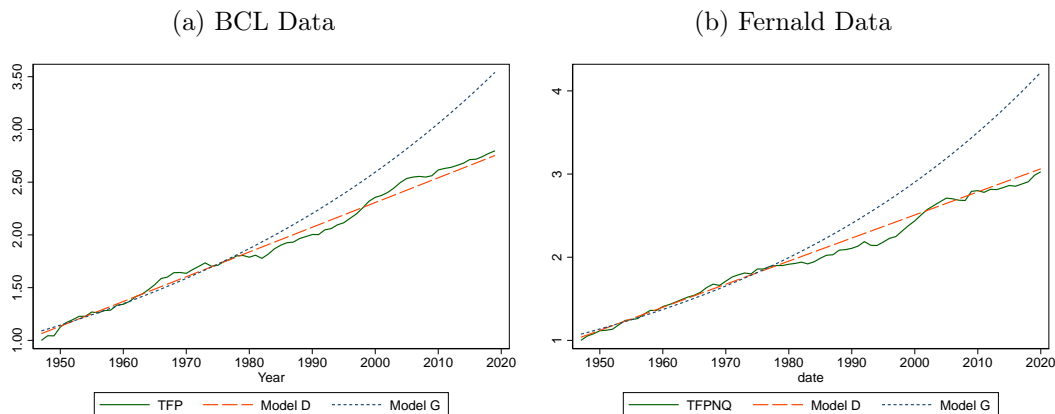 (a) BCL Data
3.50
3.00
2.50
2.00
1.50
1.00
1950 1960 1970 1980 1990 2000 2010 2020
Year
TFP Model D Model G
(b) Fernald Data
4
3
2
1
1950 1960 1970 1980 1990 2000 2010 2020
date
TFPNQ Model D Model G